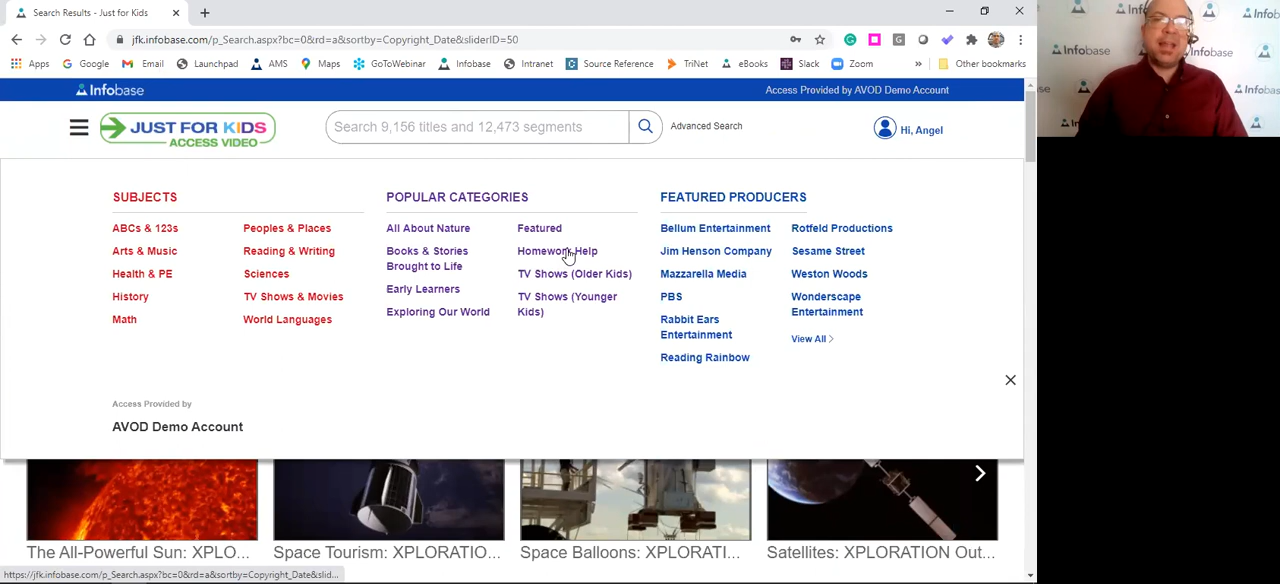 Search Results - Just for Kids
jfk.infobase.com/p_Search.aspx?bc=0&rd=a&sortby=Copyright_Date&sliderID=50
Apps Google Email Launchpad AMS Maps GoToWebinar Infobase Intranet Source Reference TriNet eBooks Slack Zoom » Other bookmarks
Infobase
Access Provided by AVOD Demo Account
JUST FOR KIDS
ACCESS VIDEO
Search 9,156 titles and 12,473 segments
Advanced Search
Hi, Angel
SUBJECTS
ABCs & 123s
Arts & Music
Health & PE
History
Math
Peoples & Places
Reading & Writing
Sciences
TV Shows & Movies
World Languages
POPULAR CATEGORIES
All About Nature
Books & Stories
Brought to Life
Early Learners
Exploring Our World
Featured
Homework Help
TV Shows (Older Kids)
TV Shows (Younger
Kids)
FEATURED PRODUCERS
Bellum Entertainment
Jim Henson Company
Mazzarella Media
PBS
Rabbit Ears
Entertainment
Reading Rainbow
Rotfeld Productions
Sesame Street
Weston Woods
Wonderscape
Entertainment
View All
Access Provided by
AVOD Demo Account
The All-Powerful Sun: XPLO...
Space Tourism: XPLORATIO...
Space Balloons: XPLORATI...
Satellites: XPLORATION Out...
https://jfk.infobase.com/p_Search.aspx?bc=0&rd=a&sortby=Copyright_Date&slid...
Infobase
Infobase
Infobase